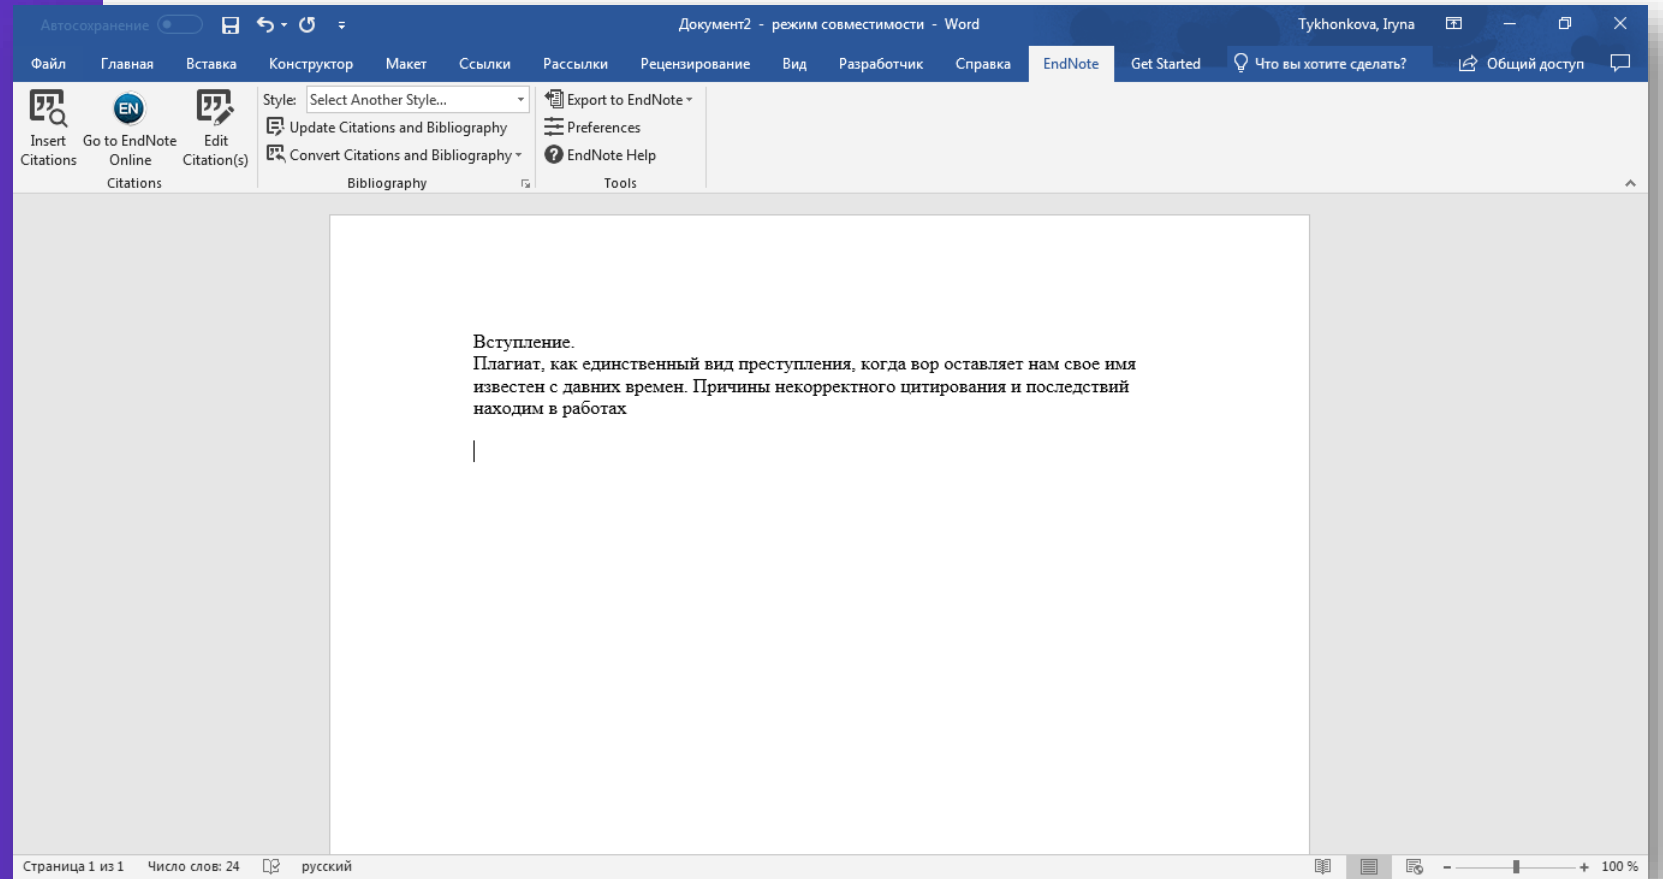 Автосохранение
Документ2 - режим совместимости - Word
Tykhonkova, Iryna
Файл Главная Вставка Конструктор Макет Ссылки Рассылки Рецензирование Вид Разработчик Справка EndNote Get Started Что вы хотите сделать? Общий доступ
Insert Citations
Go to EndNote Online
EN
Edit Citation(s)
Citations
Style: Select Another Style...
Update Citations and Bibliography
Convert Citations and Bibliography
Bibliography
Export to EndNote
Preferences
EndNote Help
Tools
Вступление.
Плагиат, как единственный вид преступления, когда вор оставляет нам свое имя
известен с давних времен. Причины некорректного цитирования и последствий
находим в работах
Страница 1 из 1 Число слов: 24 русский 100 %